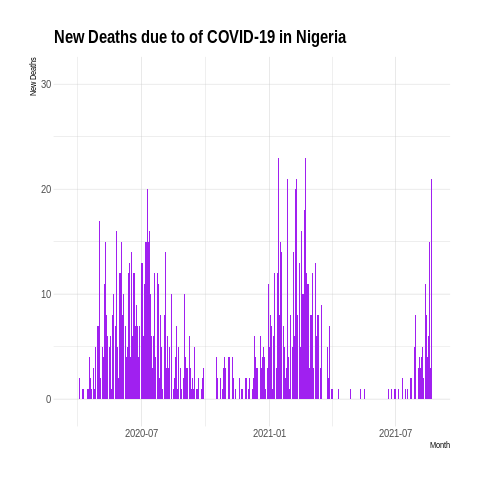 New Deaths due to of COVID-19 in Nigeria
New Deaths
30
20
10
0
2020-07
2021-01
2021-07
Month